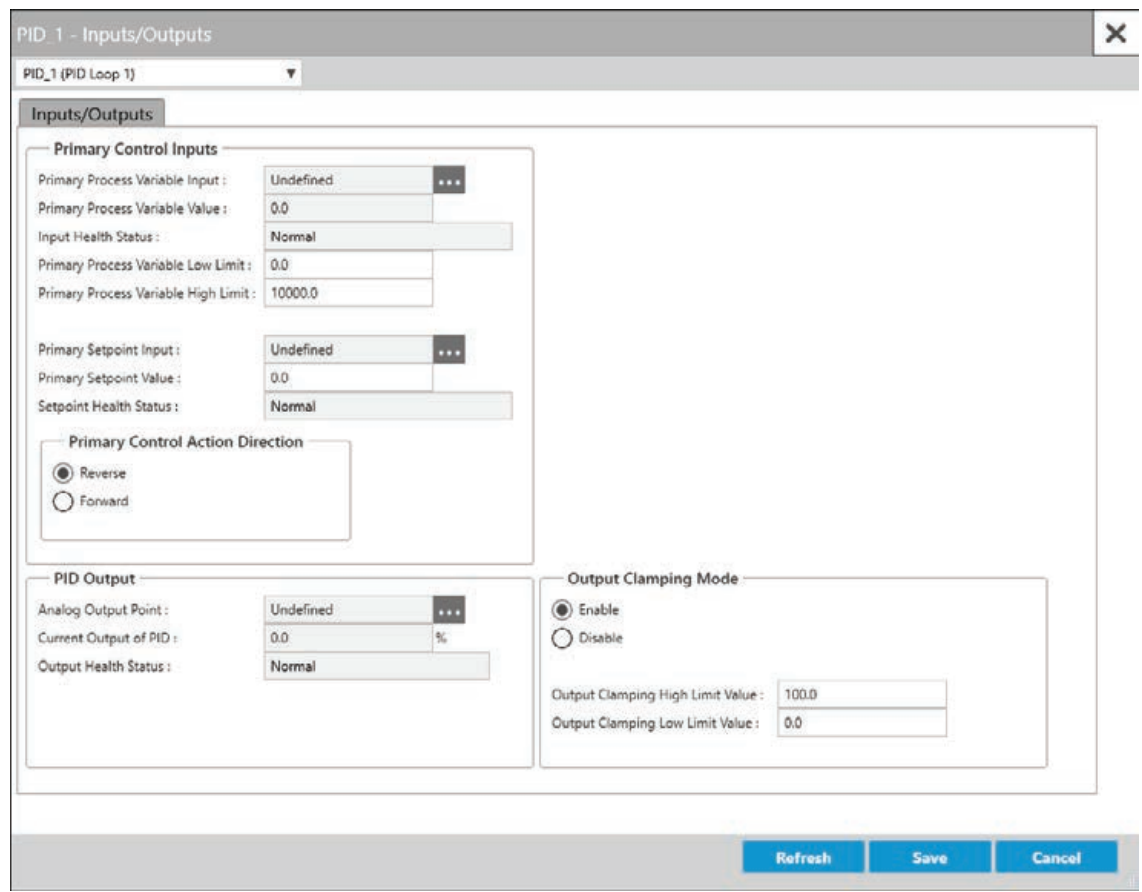 PID_1 - Inputs/Outputs
PID_1 (PID Loop 1)
Inputs/Outputs
Primary Control Inputs
Primary Process Variable Input : Undefined ...
Primary Process Variable Value : 0.0
Input Health Status : Normal
Primary Process Variable Low Limit : 0.0
Primary Process Variable High Limit : 10000.0
Primary Setpoint Input : Undefined ...
Primary Setpoint Value : 0.0
Setpoint Health Status : Normal
Primary Control Action Direction
Reverse
Forward
PID Output
Analog Output Point : Undefined ...
Current Output of PID : 0.0 %
Output Health Status : Normal
Output Clamping Mode
Enable
Disable
Output Clamping High Limit Value : 100.0
Output Clamping Low Limit Value : 0.0
Refresh Save Cancel